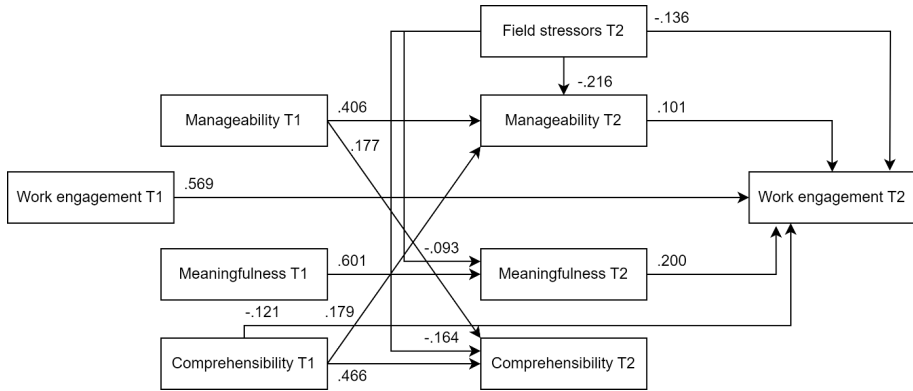 Field stressors T2
-.136
-.216
Manageability T1
.406
Manageability T2
.101
.177
Work engagement T1
.569
Work engagement T2
-.093
Meaningfulness T1
.601
Meaningfulness T2
.200
-.121
.179
-.164
Comprehensibility T1
.466
Comprehensibility T2